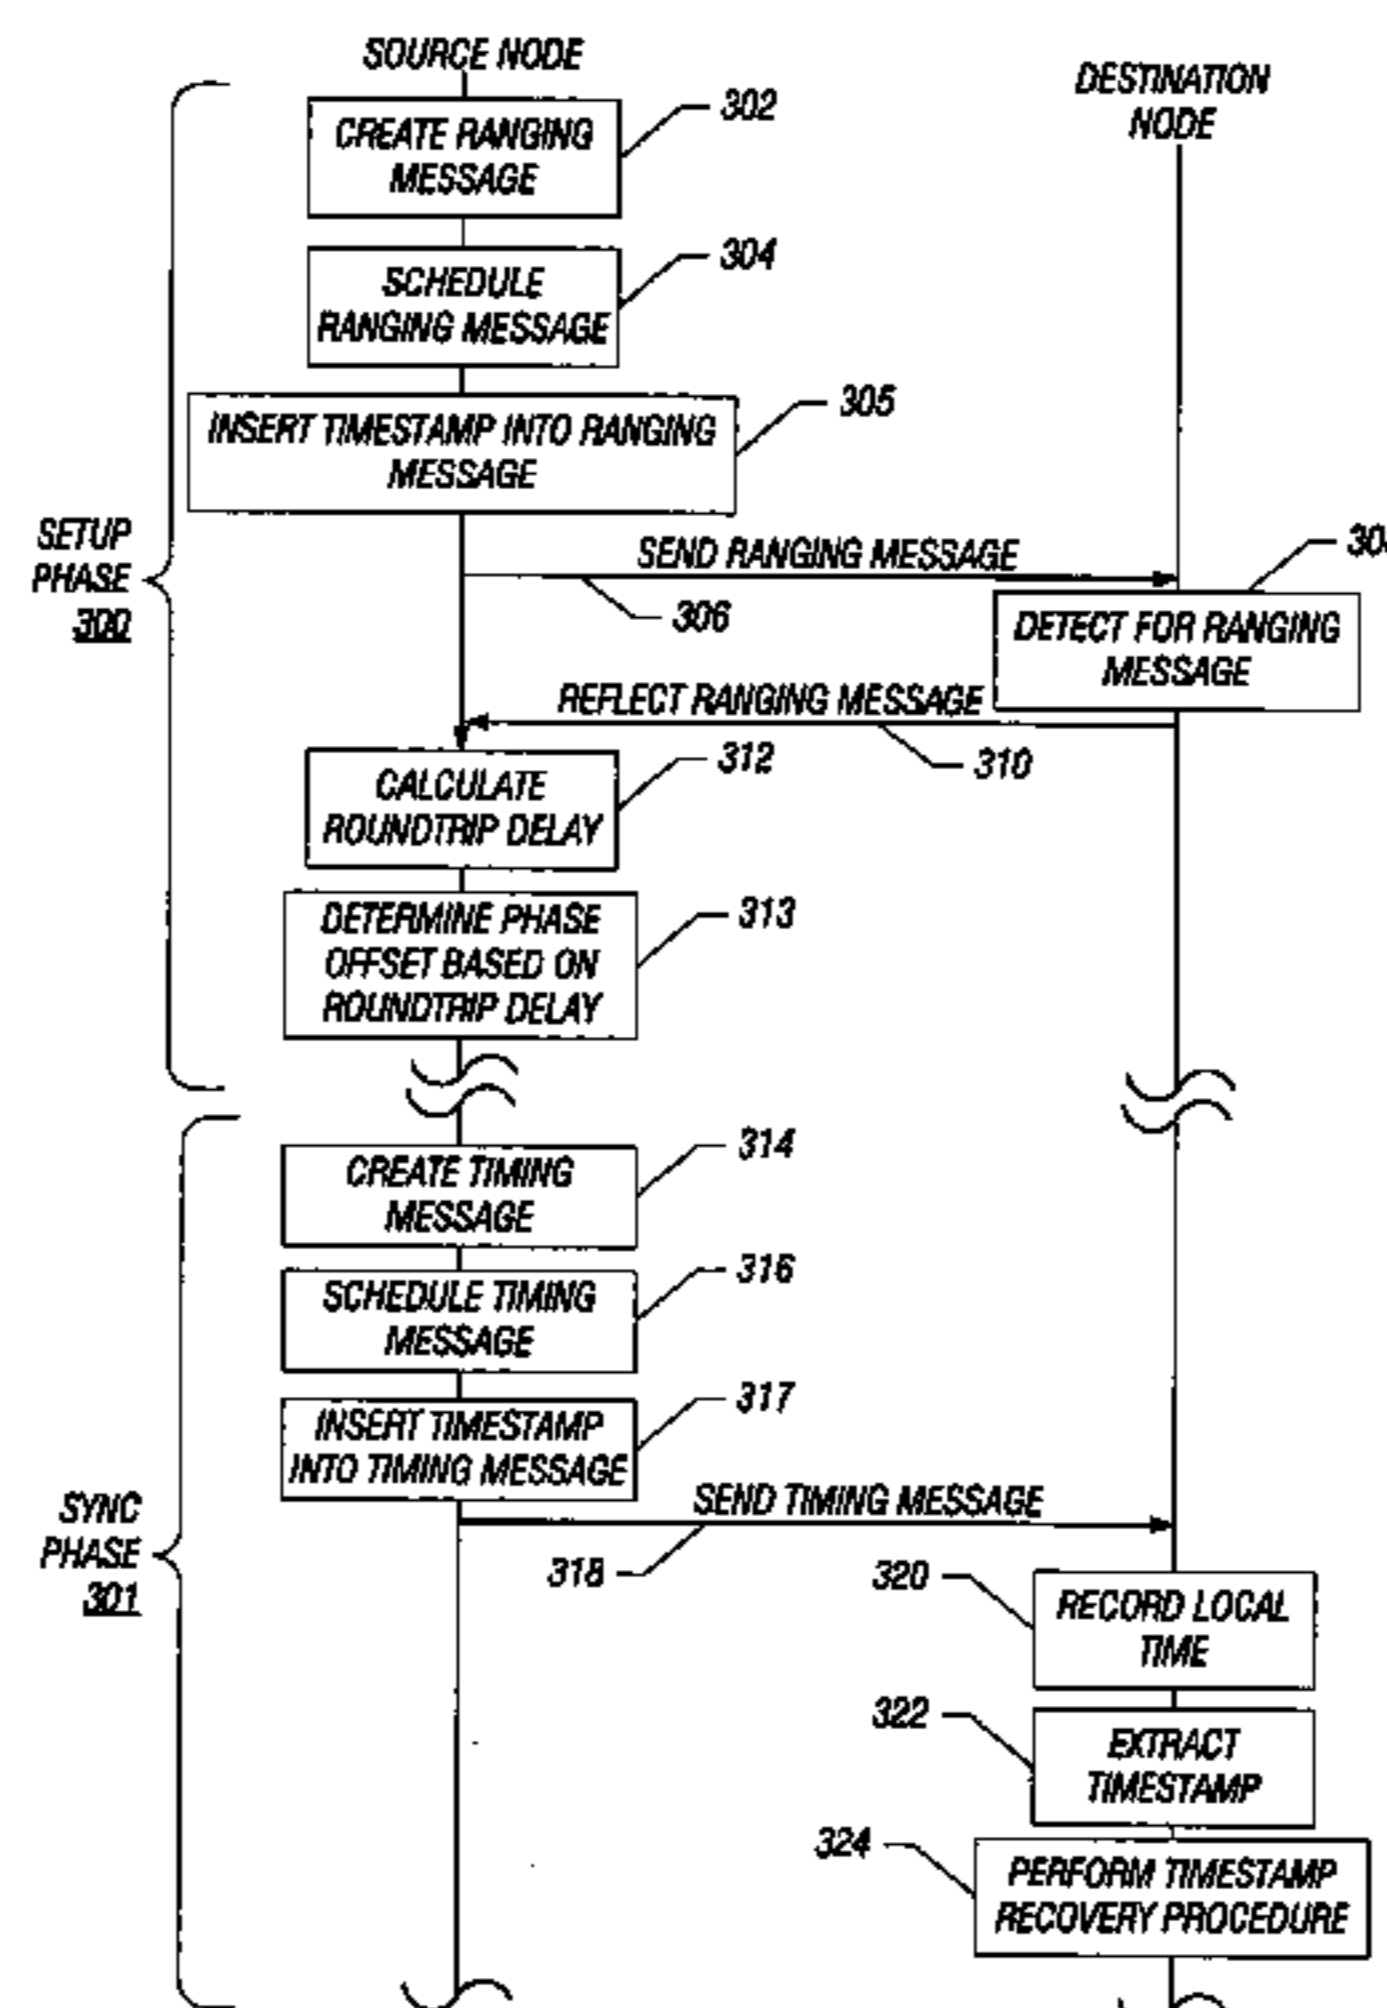 SOURCE NODE
DESTINATION
NODE
302
CREATE RANGING
MESSAGE
304
SCHEDULE
RANGING MESSAGE
305
INSERT TIMESTAMP INTO RANGING
MESSAGE
SETUP
PHASE
300
SEND RANGING MESSAGE
306
DETECT FOR RANGING
MESSAGE
REFLECT RANGING MESSAGE
310
312
CALCULATE
ROUNDTRIP DELAY
313
DETERMINE PHASE
OFFSET BASED ON
ROUNDTRIP DELAY
314
CREATE TIMING
MESSAGE
316
SCHEDULE TIMING
MESSAGE
317
INSERT TIMESTAMP
INTO TIMING MESSAGE
SYNC
PHASE
301
SEND TIMING MESSAGE
318
320
RECORD LOCAL
TIME
322
EXTRACT
TIMESTAMP
324
PERFORM TIMESTAMP
RECOVERY PROCEDURE